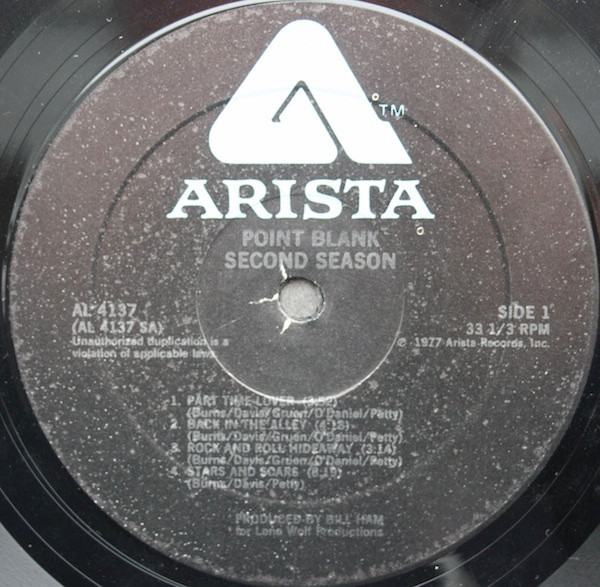 TM
ARISTA
POINT BLANK
SECOND SEASON
AL 4137
(AL 4137 SA)
Unauthorized duplication is a
violation of applicable laws.
SIDE 1
33 1/3 RPM
℗ 1977 Arista Records, Inc.
1. PART TIME LOVER (3:52)
(Burns/Davis/Gruen/O'Daniel/Petty)
2. BACK IN THE ALLEY (4:18)
(Burns/Davis/Gruen/O'Daniel/Petty)
3. ROCK AND ROLL HIDEAWAY (3:14)
(Burns/Davis/Gruen/O'Daniel/Petty)
4. STARS AND SCARS
(Burns/Davis/Petty)
PRODUCED BY BILL HAM
for Lone Wolf Productions